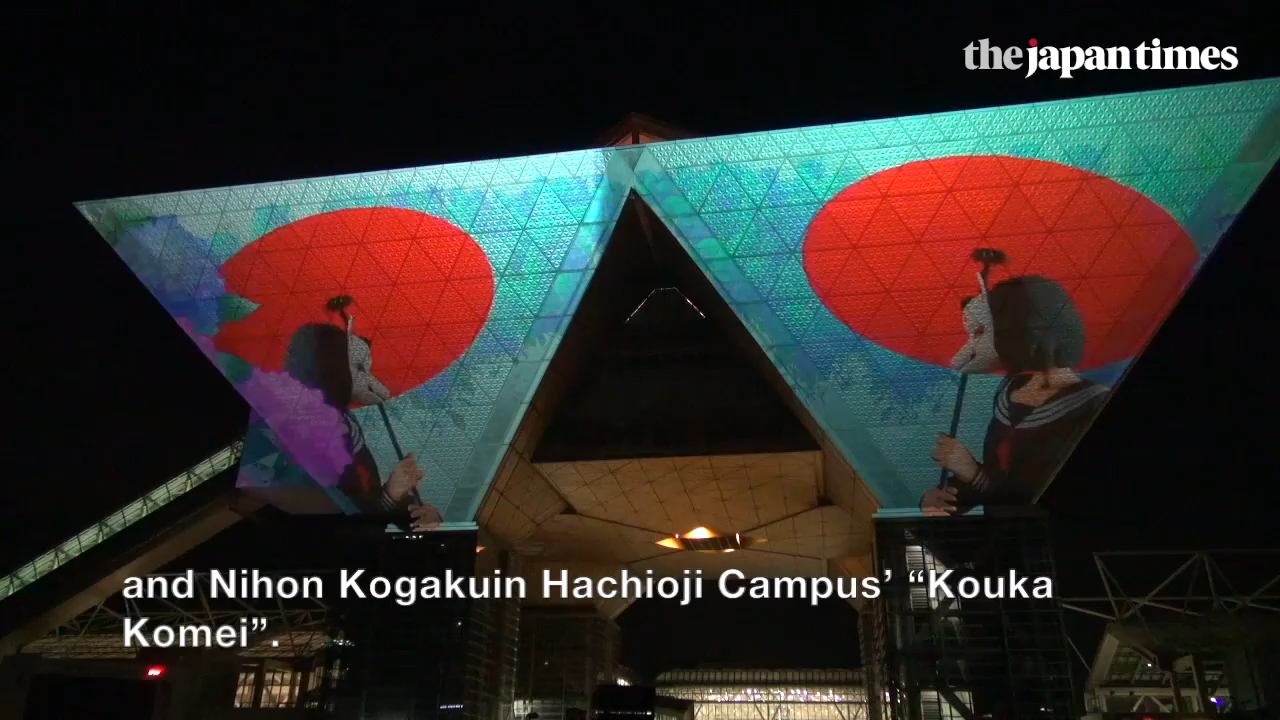 the japan times
and Nihon Kogakuin Hachioji Campus’ “Kouka
Komei”.